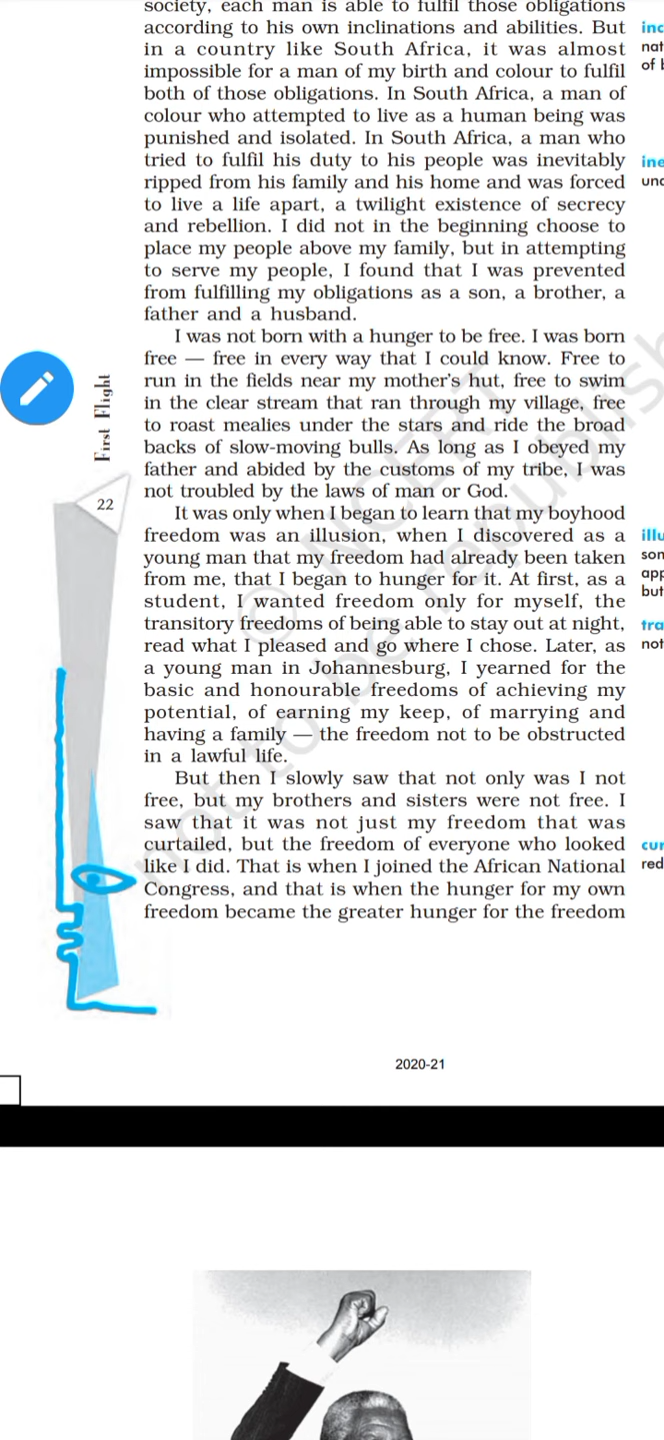 society, each man is able to fulfil those obligations
according to his own inclinations and abilities. But
in a country like South Africa, it was almost
impossible for a man of my birth and colour to fulfil
both of those obligations. In South Africa, a man of
colour who attempted to live as a human being was
punished and isolated. In South Africa, a man who
tried to fulfil his duty to his people was inevitably
ripped from his family and his home and was forced
to live a life apart, a twilight existence of secrecy
and rebellion. I did not in the beginning choose to
place my people above my family, but in attempting
to serve my people, I found that I was prevented
from fulfilling my obligations as a son, a brother, a
father and a husband.
I was not born with a hunger to be free. I was born
free — free in every way that I could know. Free to
run in the fields near my mother's hut, free to swim
in the clear stream that ran through my village, free
to roast mealies under the stars and ride the broad
backs of slow-moving bulls. As long as I obeyed my
father and abided by the customs of my tribe, I was
not troubled by the laws of man or God.
It was only when I began to learn that my boyhood
freedom was an illusion, when I discovered as a
young man that my freedom had already been taken
from me, that I began to hunger for it. At first, as a
student, I wanted freedom only for myself, the
transitory freedoms of being able to stay out at night,
read what I pleased and go where I chose. Later, as
a young man in Johannesburg, I yearned for the
basic and honourable freedoms of achieving my
potential, of earning my keep, of marrying and
having a family — the freedom not to be obstructed
in a lawful life.
But then I slowly saw that not only was I not
free, but my brothers and sisters were not free. I
saw that it was not just my freedom that was
curtailed, but the freedom of everyone who looked
like I did. That is when I joined the African National
Congress, and that is when the hunger for my own
freedom became the greater hunger for the freedom
inc
nat
of b
ine
una
illu
som
app
but
tra
not
cur
red
First Flight
22
© NCERT
not to be republish
2020-21